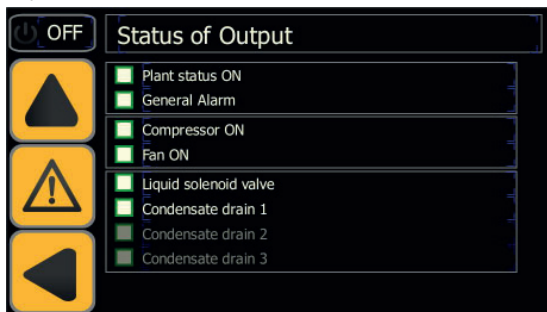 OFF
Status of Output
Plant status ON
General Alarm
Compressor ON
Fan ON
Liquid solenoid valve
Condensate drain 1
Condensate drain 2
Condensate drain 3